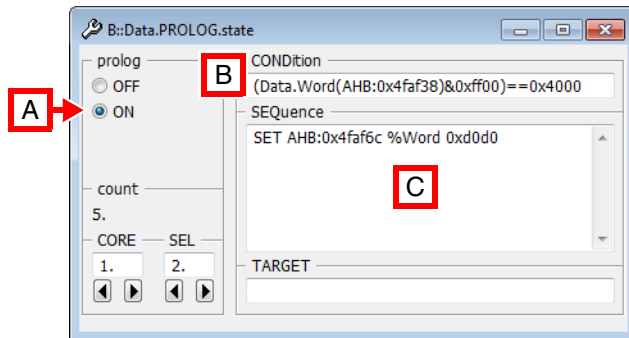 B::Data.PROLOG.state
prolog
OFF
ON
A
B
CONDition
(Data.Word(AHB:0x4faf38)&0xff00)==0x4000
SEQuence
SET AHB:0x4faf6c %Word 0xd0d0
C
count
5.
CORE
SEL
1.
2.
TARGET